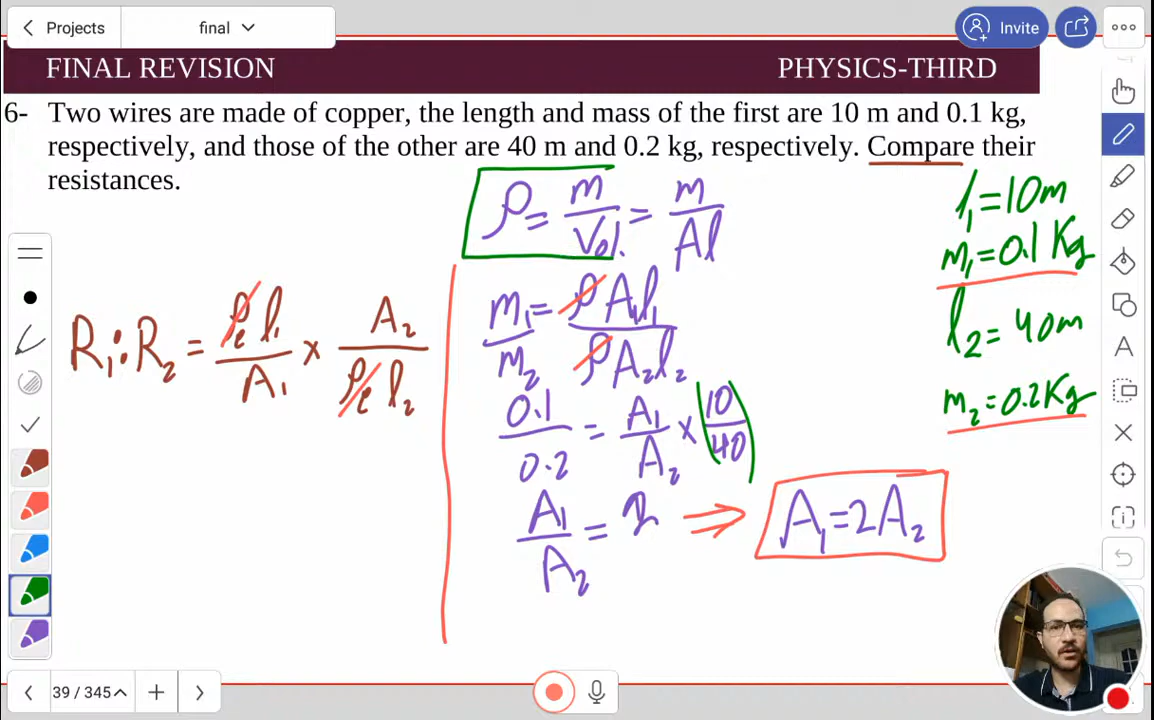 Projects
final
Invite
FINAL REVISION PHYSICS-THIRD
6- Two wires are made of copper, the length and mass of the first are 10 m and 0.1 kg,
respectively, and those of the other are 40 m and 0.2 kg, respectively. Compare their
resistances.
ρ = m/Vol. = m/Al
l₁ = 10m
m₁ = 0.1 Kg
l₂ = 40m
m₂ = 0.2 Kg
R₁ : R₂ = ρₑ l₁ / A₁ × A₂ / ρₑ l₂
m₁/m₂ = ρA₁l₁ / ρA₂l₂
0.1/0.2 = A₁/A₂ × (10/40)
A₁/A₂ = 2 ⇒ A₁ = 2A₂
39 / 345